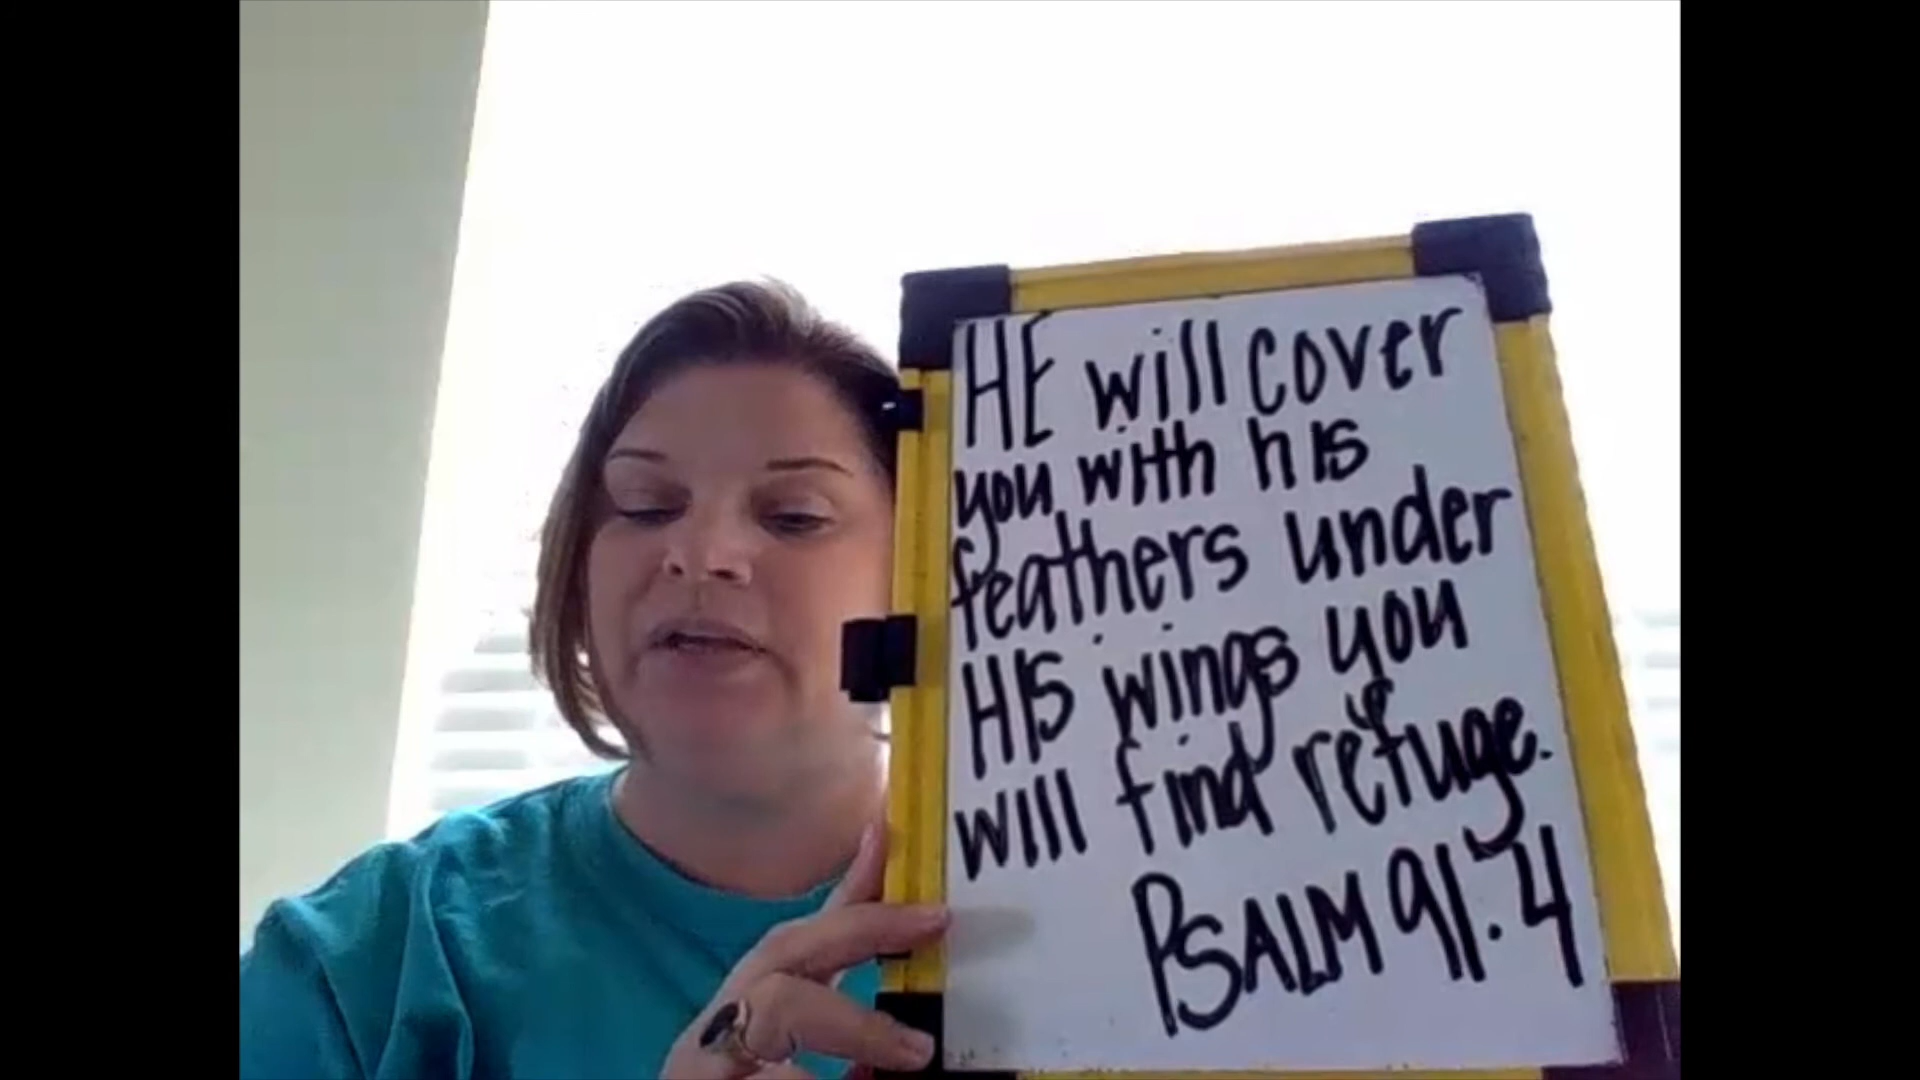 HE will cover
you with his
feathers under
HIS wings you
will find refuge.
PSALM 91:4